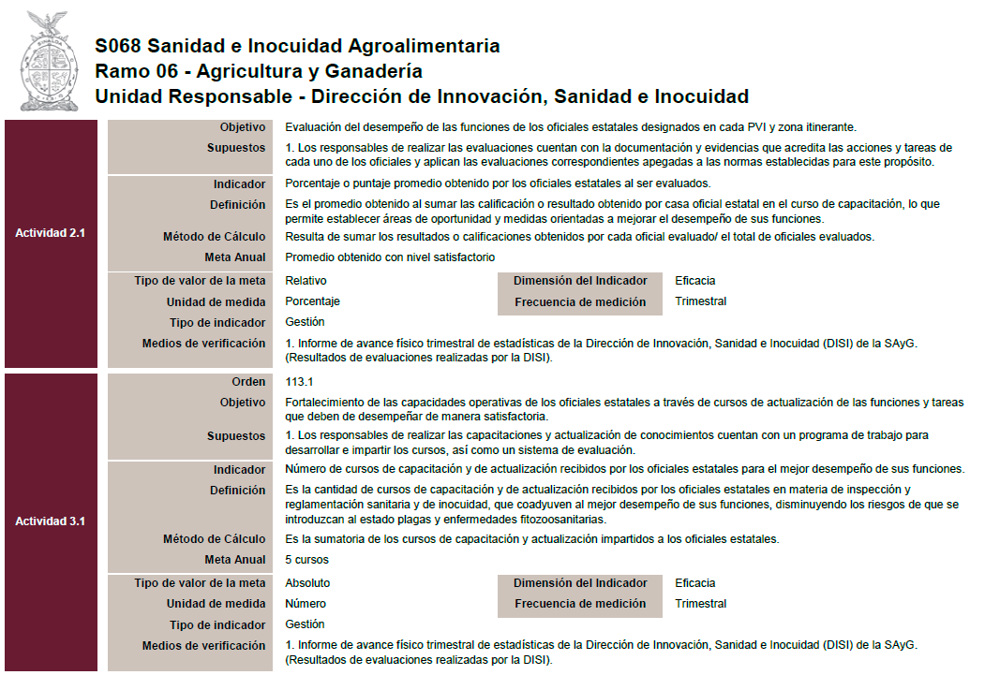 SINALOA
S068 Sanidad e Inocuidad Agroalimentaria
Ramo 06 - Agricultura y Ganadería
Unidad Responsable - Dirección de Innovación, Sanidad e Inocuidad
Actividad 2.1
Objetivo Evaluación del desempeño de las funciones de los oficiales estatales designados en cada PVI y zona itinerante.
Supuestos 1. Los responsables de realizar las evaluaciones cuentan con la documentación y evidencias que acredita las acciones y tareas de
cada uno de los oficiales y aplican las evaluaciones correspondientes apegadas a las normas establecidas para este propósito.
Indicador Porcentaje o puntaje promedio obtenido por los oficiales estatales al ser evaluados.
Definición Es el promedio obtenido al sumar las calificación o resultado obtenido por casa oficial estatal en el curso de capacitación, lo que
permite establecer áreas de oportunidad y medidas orientadas a mejorar el desempeño de sus funciones.
Método de Cálculo Resulta de sumar los resultados o calificaciones obtenidos por cada oficial evaluado/ el total de oficiales evaluados.
Meta Anual Promedio obtenido con nivel satisfactorio
Tipo de valor de la meta Relativo Dimensión del Indicador Eficacia
Unidad de medida Porcentaje Frecuencia de medición Trimestral
Tipo de indicador Gestión
Medios de verificación 1. Informe de avance físico trimestral de estadísticas de la Dirección de Innovación, Sanidad e Inocuidad (DISI) de la SAyG.
(Resultados de evaluaciones realizadas por la DISI).
Actividad 3.1
Orden 113.1
Objetivo Fortalecimiento de las capacidades operativas de los oficiales estatales a través de cursos de actualización de las funciones y tareas
que deben de desempeñar de manera satisfactoria.
Supuestos 1. Los responsables de realizar las capacitaciones y actualización de conocimientos cuentan con un programa de trabajo para
desarrollar e impartir los cursos, así como un sistema de evaluación.
Indicador Número de cursos de capacitación y de actualización recibidos por los oficiales estatales para el mejor desempeño de sus funciones.
Definición Es la cantidad de cursos de capacitación y de actualización recibidos por los oficiales estatales en materia de inspección y
reglamentación sanitaria y de inocuidad, que coadyuven al mejor desempeño de sus funciones, disminuyendo los riesgos de que se
introduzcan al estado plagas y enfermedades fitozoosanitarias.
Método de Cálculo Es la sumatoria de los cursos de capacitación y actualización impartidos a los oficiales estatales.
Meta Anual 5 cursos
Tipo de valor de la meta Absoluto Dimensión del Indicador Eficacia
Unidad de medida Número Frecuencia de medición Trimestral
Tipo de indicador Gestión
Medios de verificación 1. Informe de avance físico trimestral de estadísticas de la Dirección de Innovación, Sanidad e Inocuidad (DISI) de la SAyG.
(Resultados de evaluaciones realizadas por la DISI).